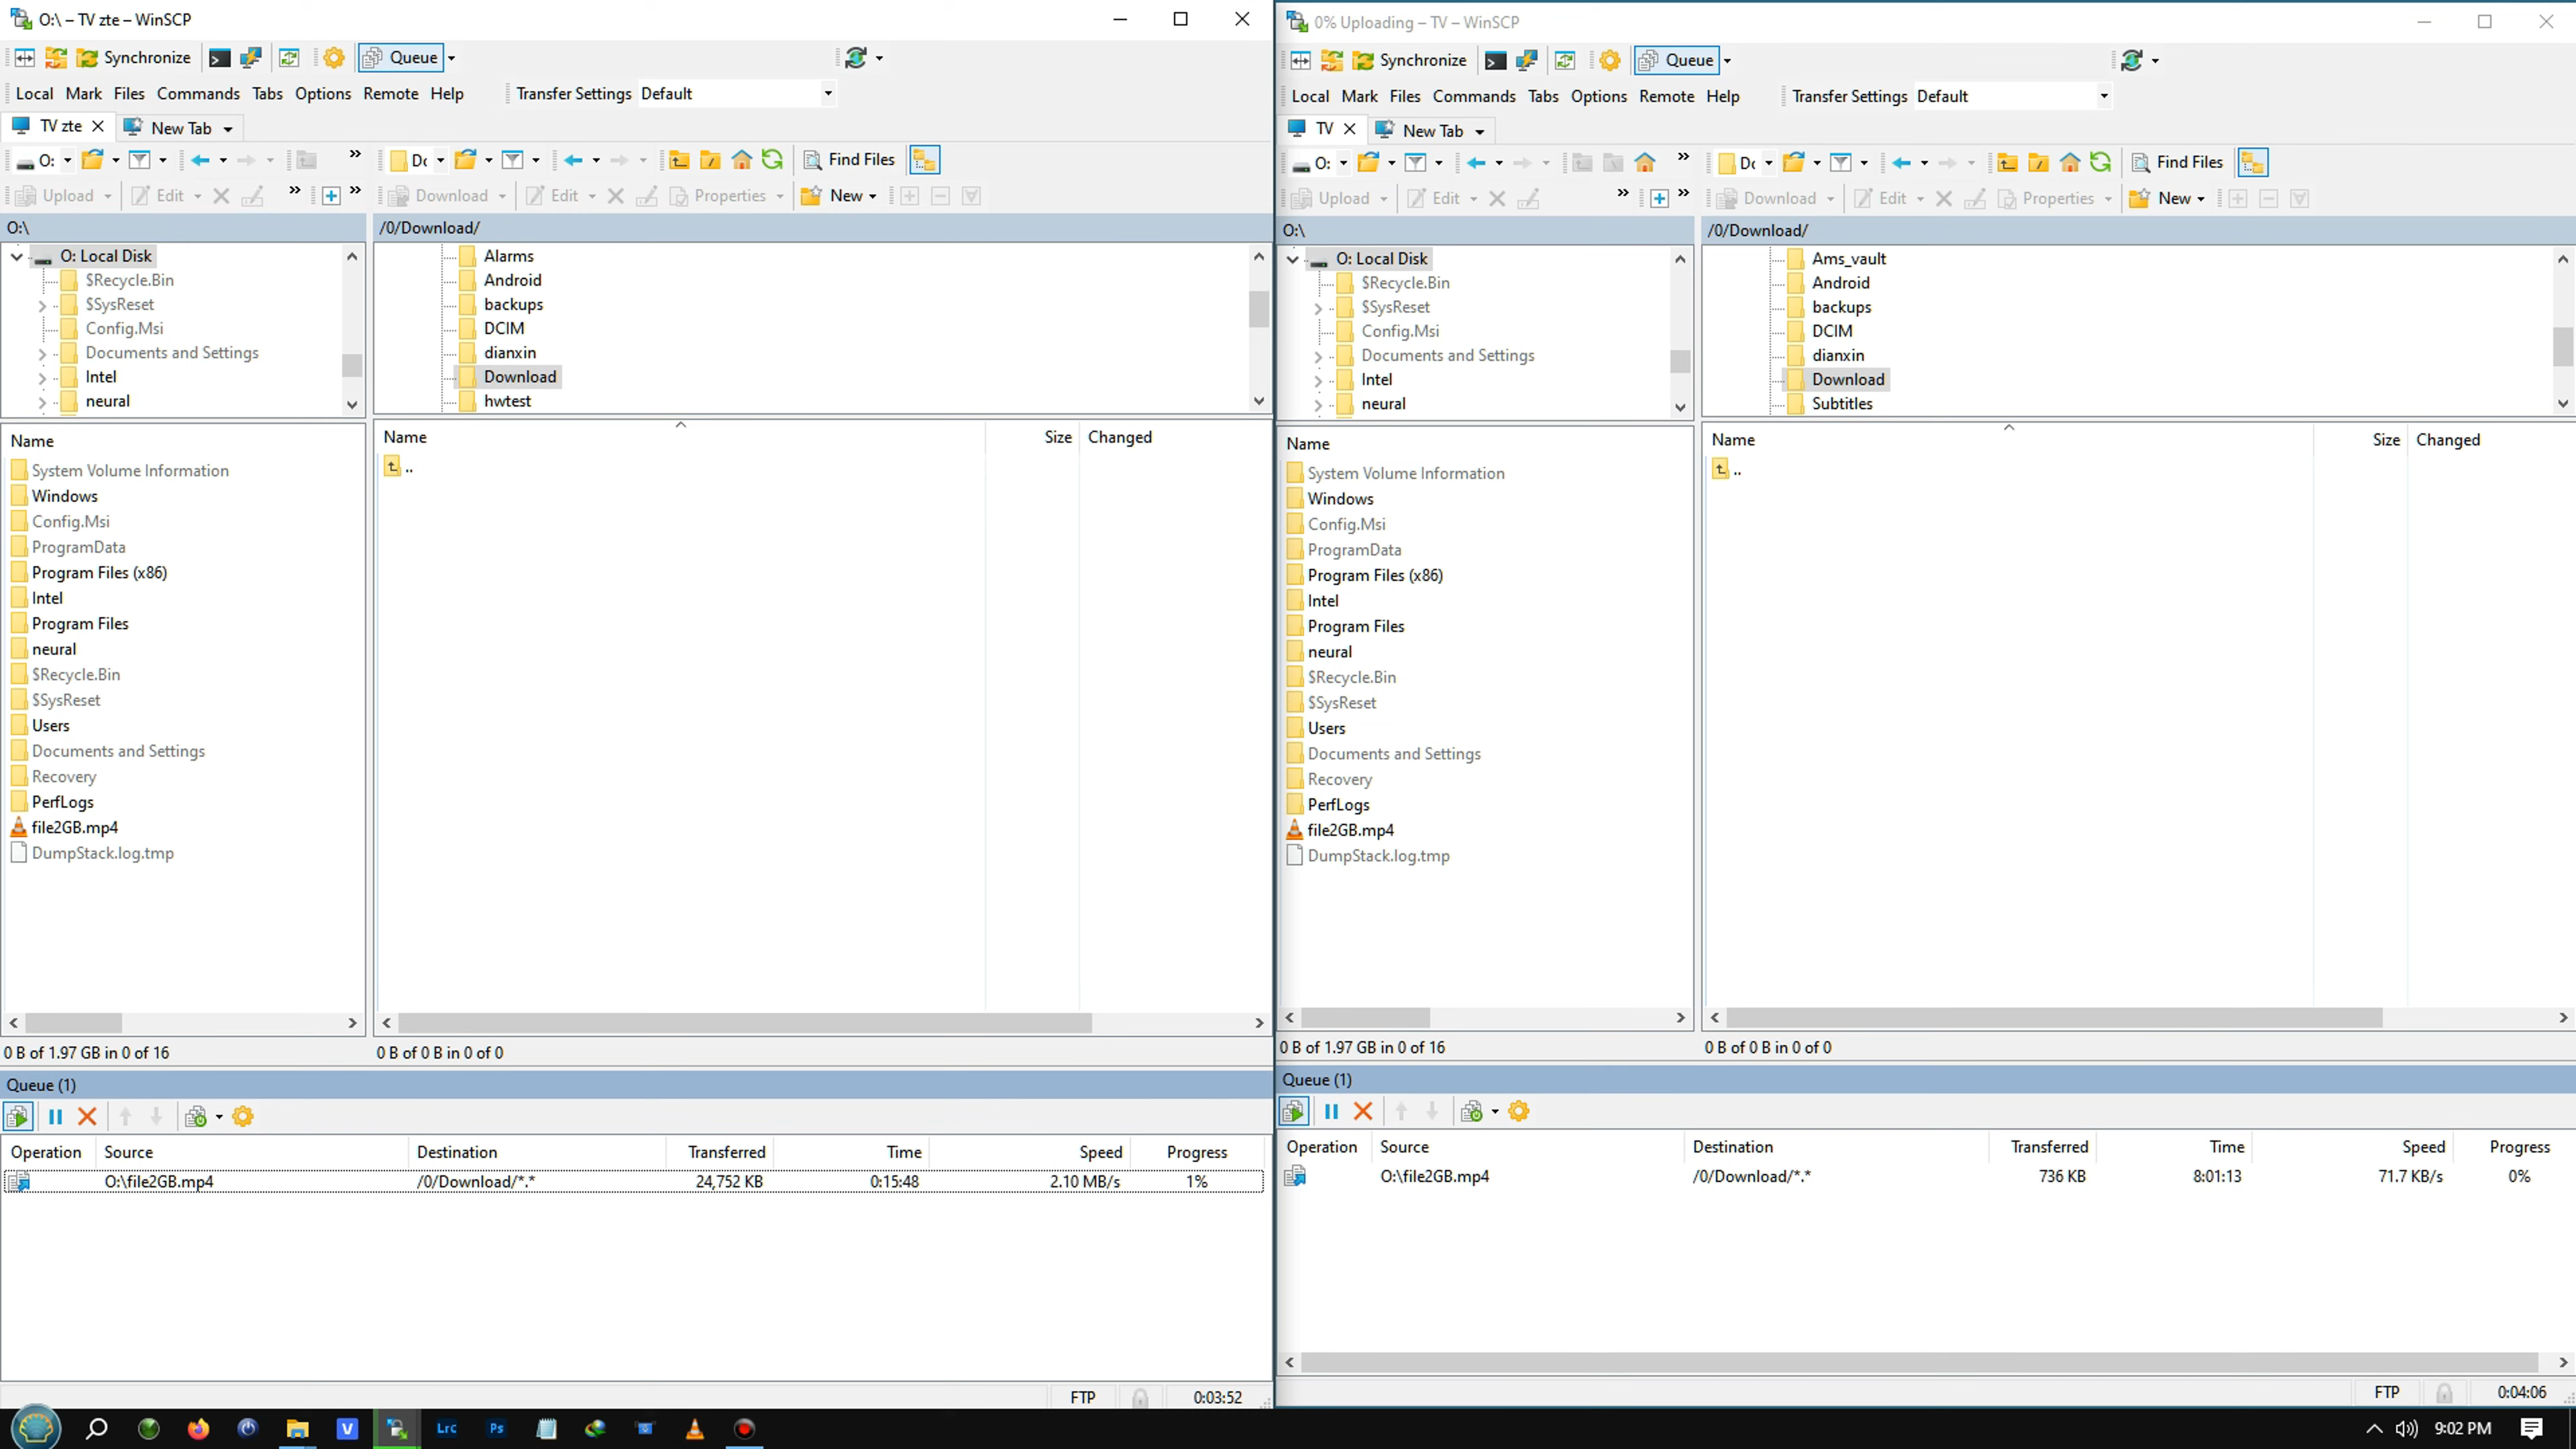 O:\ – TV zte – WinSCP
Synchronize
Queue
Local Mark Files Commands Tabs Options Remote Help
Transfer Settings Default
TV zte
New Tab
O:
Find Files
Upload
Edit
Download
Edit
Properties
New
O:\
/0/Download/
O: Local Disk
$Recycle.Bin
$SysReset
Config.Msi
Documents and Settings
Intel
neural
Alarms
Android
backups
DCIM
dianxin
Download
hwtest
Name
System Volume Information
Windows
Config.Msi
ProgramData
Program Files (x86)
Intel
Program Files
neural
$Recycle.Bin
$SysReset
Users
Documents and Settings
Recovery
PerfLogs
file2GB.mp4
DumpStack.log.tmp
Name Size Changed
..
0 B of 1.97 GB in 0 of 16
0 B of 0 B in 0 of 0
Queue (1)
Operation Source Destination Transferred Time Speed Progress
O:\file2GB.mp4 /0/Download/*.* 24,752 KB 0:15:48 2.10 MB/s 1%
FTP 0:03:52
0% Uploading – TV – WinSCP
Synchronize
Queue
Local Mark Files Commands Tabs Options Remote Help
Transfer Settings Default
TV
New Tab
O:
Find Files
Upload
Edit
Download
Edit
Properties
New
O:\
/0/Download/
O: Local Disk
$Recycle.Bin
$SysReset
Config.Msi
Documents and Settings
Intel
neural
Ams_vault
Android
backups
DCIM
dianxin
Download
Subtitles
Name
System Volume Information
Windows
Config.Msi
ProgramData
Program Files (x86)
Intel
Program Files
neural
$Recycle.Bin
$SysReset
Users
Documents and Settings
Recovery
PerfLogs
file2GB.mp4
DumpStack.log.tmp
Name Size Changed
..
0 B of 1.97 GB in 0 of 16
0 B of 0 B in 0 of 0
Queue (1)
Operation Source Destination Transferred Time Speed Progress
O:\file2GB.mp4 /0/Download/*.* 736 KB 8:01:13 71.7 KB/s 0%
FTP 0:04:06
V
Lrc
Ps
9:02 PM